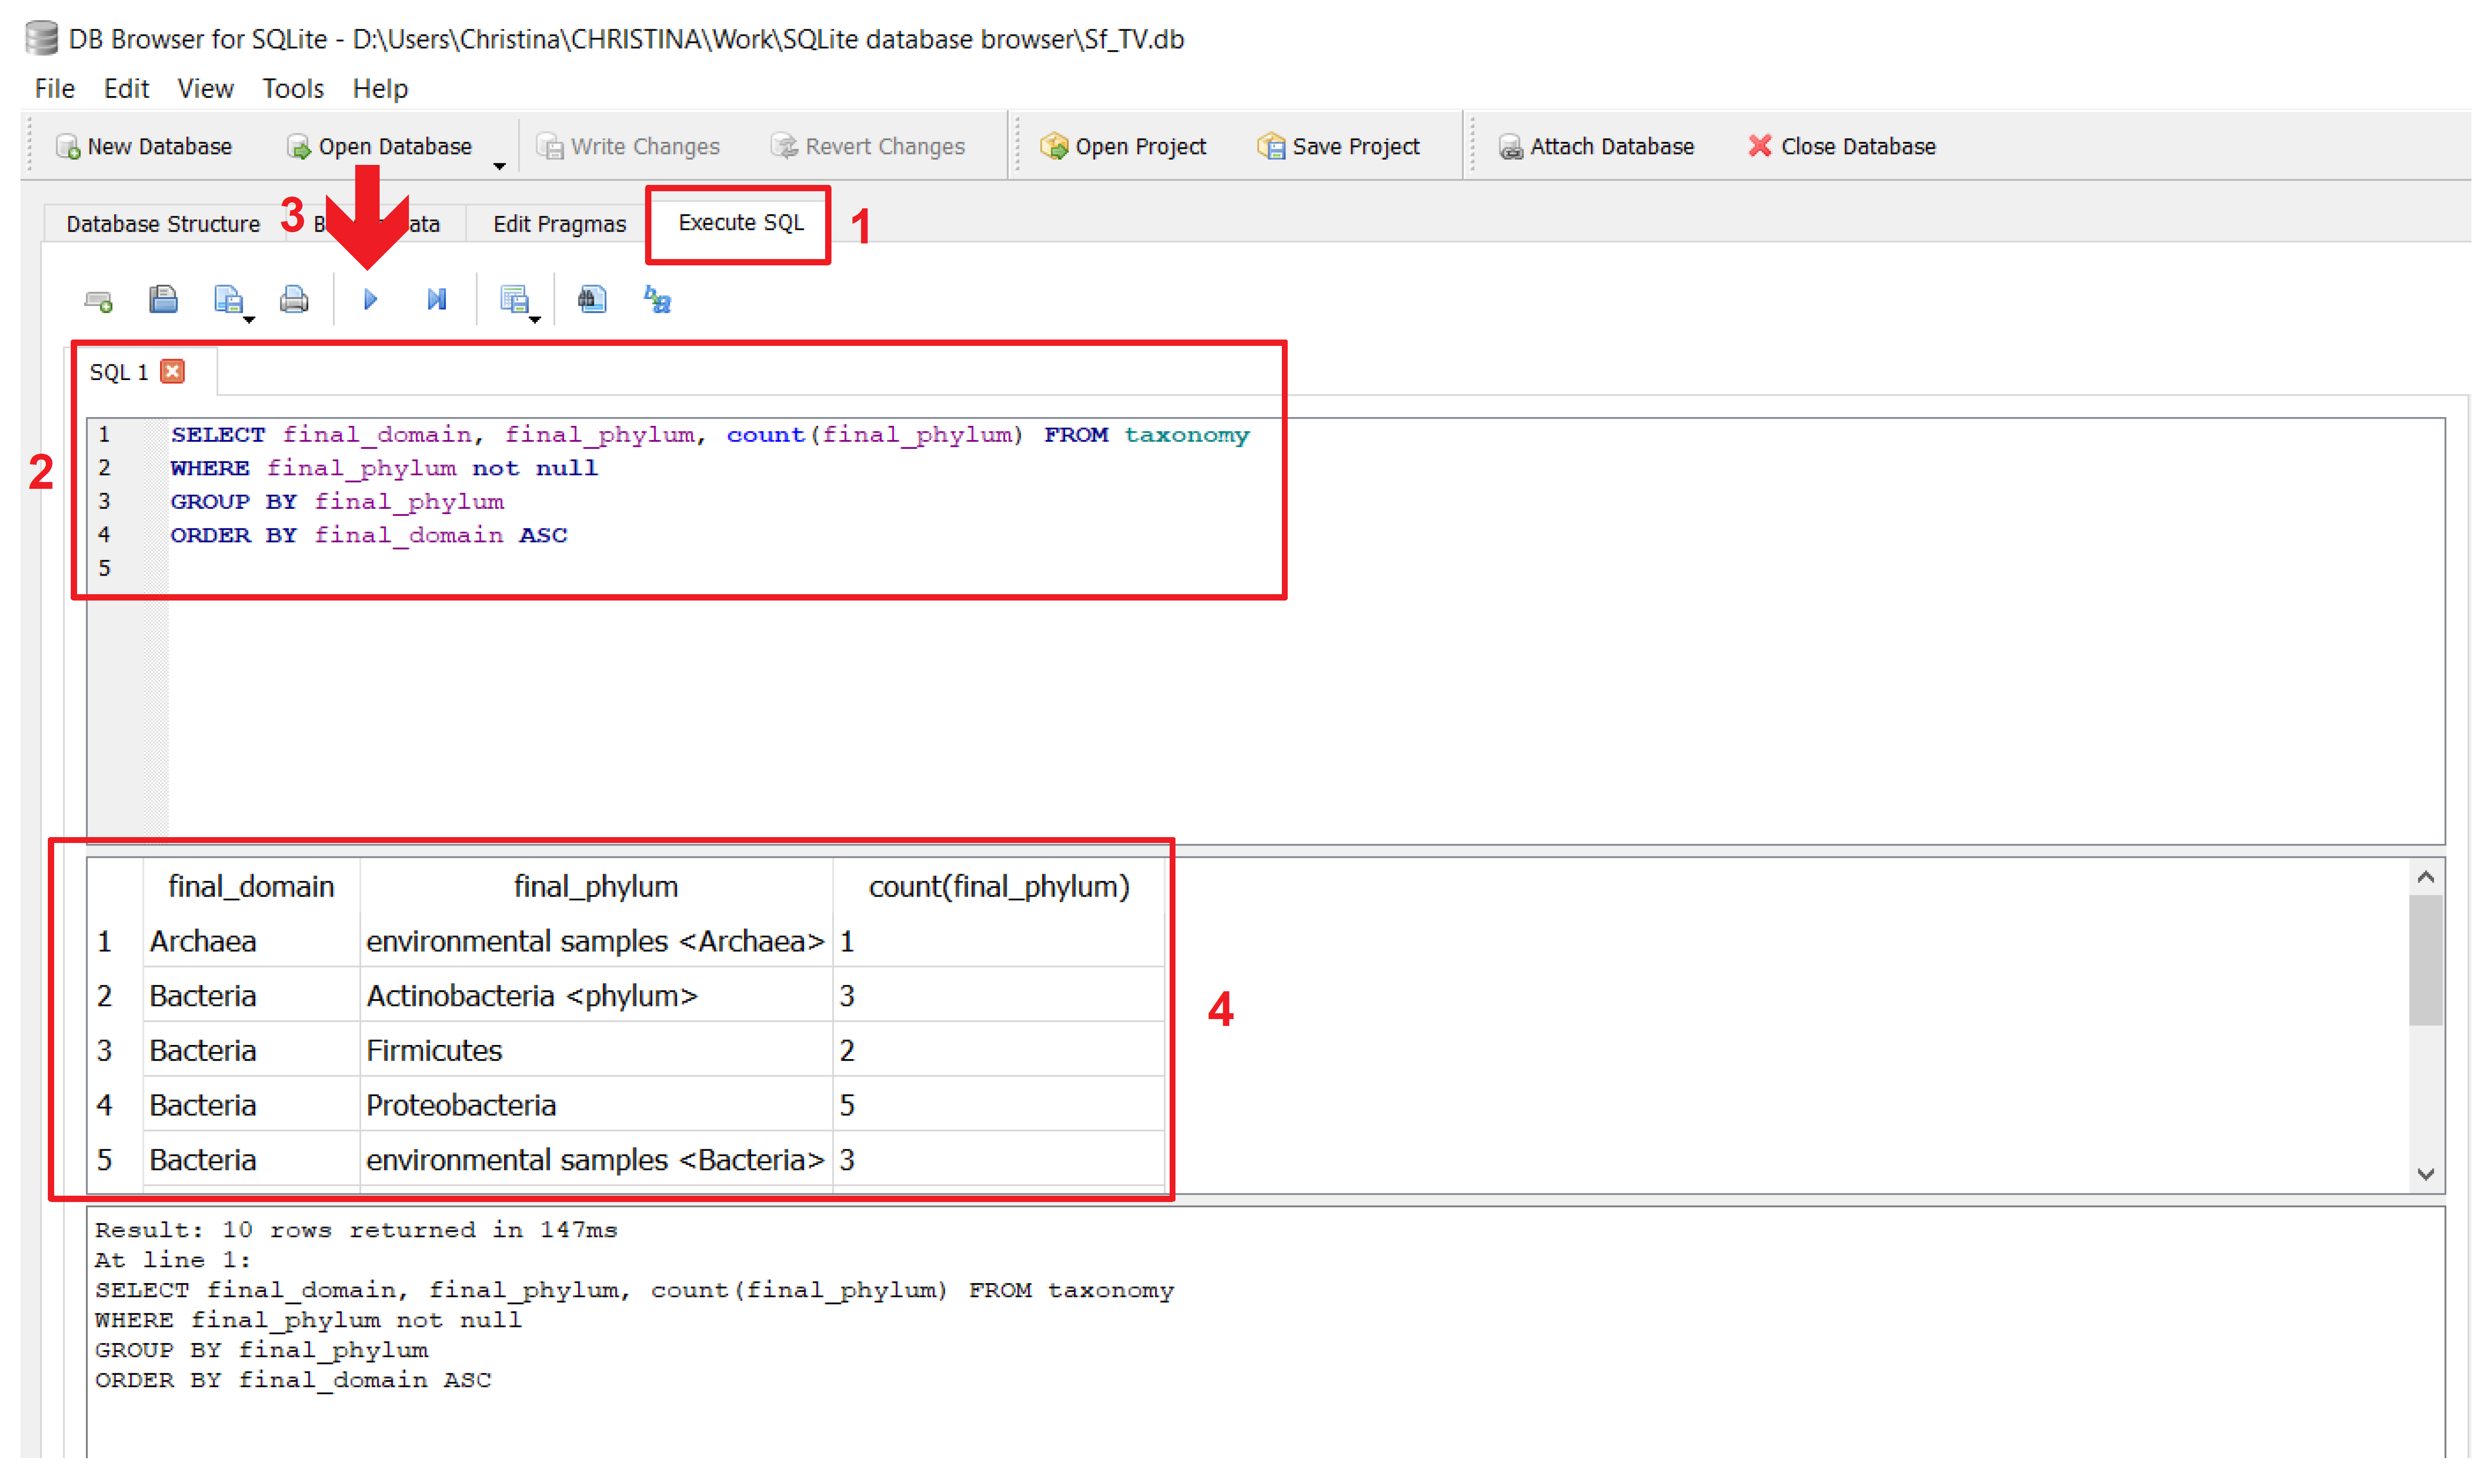 DB Browser for SQLite - D:\Users\Christina\CHRISTINA\Work\SQLite database browser\Sf_TV.db
File Edit View Tools Help
New Database Open Database Write Changes Revert Changes Open Project Save Project Attach Database Close Database
Database Structure 3 B ata Edit Pragmas Execute SQL 1
SQL 1
2
1 SELECT final_domain, final_phylum, count(final_phylum) FROM taxonomy
2 WHERE final_phylum not null
3 GROUP BY final_phylum
4 ORDER BY final_domain ASC
5
final_domain final_phylum count(final_phylum)
1 Archaea environmental samples <Archaea> 1
2 Bacteria Actinobacteria <phylum> 3
3 Bacteria Firmicutes 2
4 Bacteria Proteobacteria 5
5 Bacteria environmental samples <Bacteria> 3
4
Result: 10 rows returned in 147ms
At line 1:
SELECT final_domain, final_phylum, count(final_phylum) FROM taxonomy
WHERE final_phylum not null
GROUP BY final_phylum
ORDER BY final_domain ASC